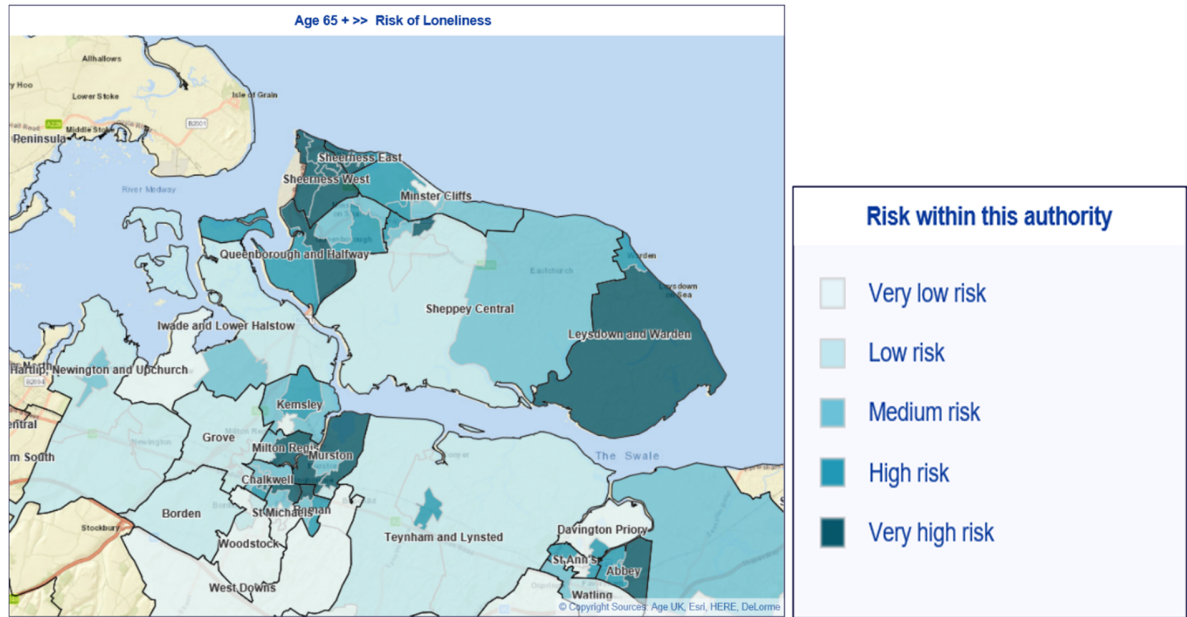 Age 65 + >> Risk of Loneliness
Allhallows
Isle of Grain
Lower Stoke
A228
B2001
Middle Stoke
Peninsula
River Medway
Sheerness East
Sheerness West
Minster Cliffs
Queenborough and Halfway
Warden
Eastchurch
Leysdown
on Sea
Sheppey Central
Iwade and Lower Halstow
Leysdown and Warden
Hartlip, Newington and Upchurch
Kemsley
Grove
Milton Regis
Murston
The Swale
Chalkwell
Borden
St Michaels
Roman
Stockbury
Davington Priory
Teynham and Lynsted
Woodstock
St Ann's
Abbey
West Downs
Watling
© Copyright Sources: Age UK, Esri, HERE, DeLorme
Risk within this authority
Very low risk
Low risk
Medium risk
High risk
Very high risk